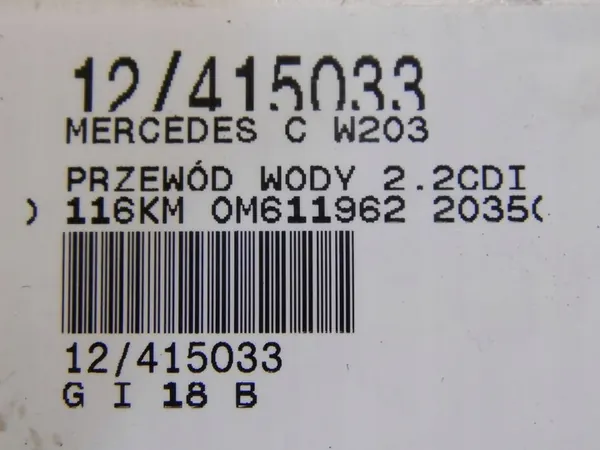 12/415033
MERCEDES C W203
PRZEWÓD WODY 2.2CDI
) 116KM OM611962 2035(
12/415033
G I 18 B